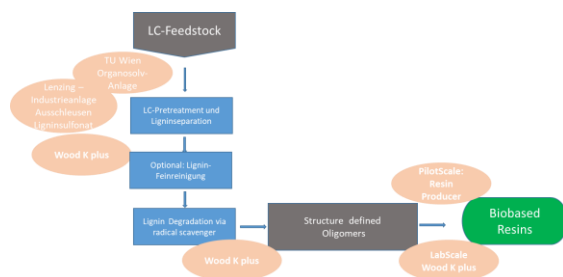 LC-Feedstock
TU Wien
Organosolv-
Anlage
Lenzing –
Industrieanlage
Ausschleusen
Ligninsulfonat
LC-Pretreatment und
Ligninseparation
Wood K plus
Optional: Lignin-
Feinreinigung
PilotScale:
Resin
Producer
Lignin Degradation via
radical scavenger
Structure defined
Oligomers
Biobased
Resins
Wood K plus
LabScale
Wood K plus